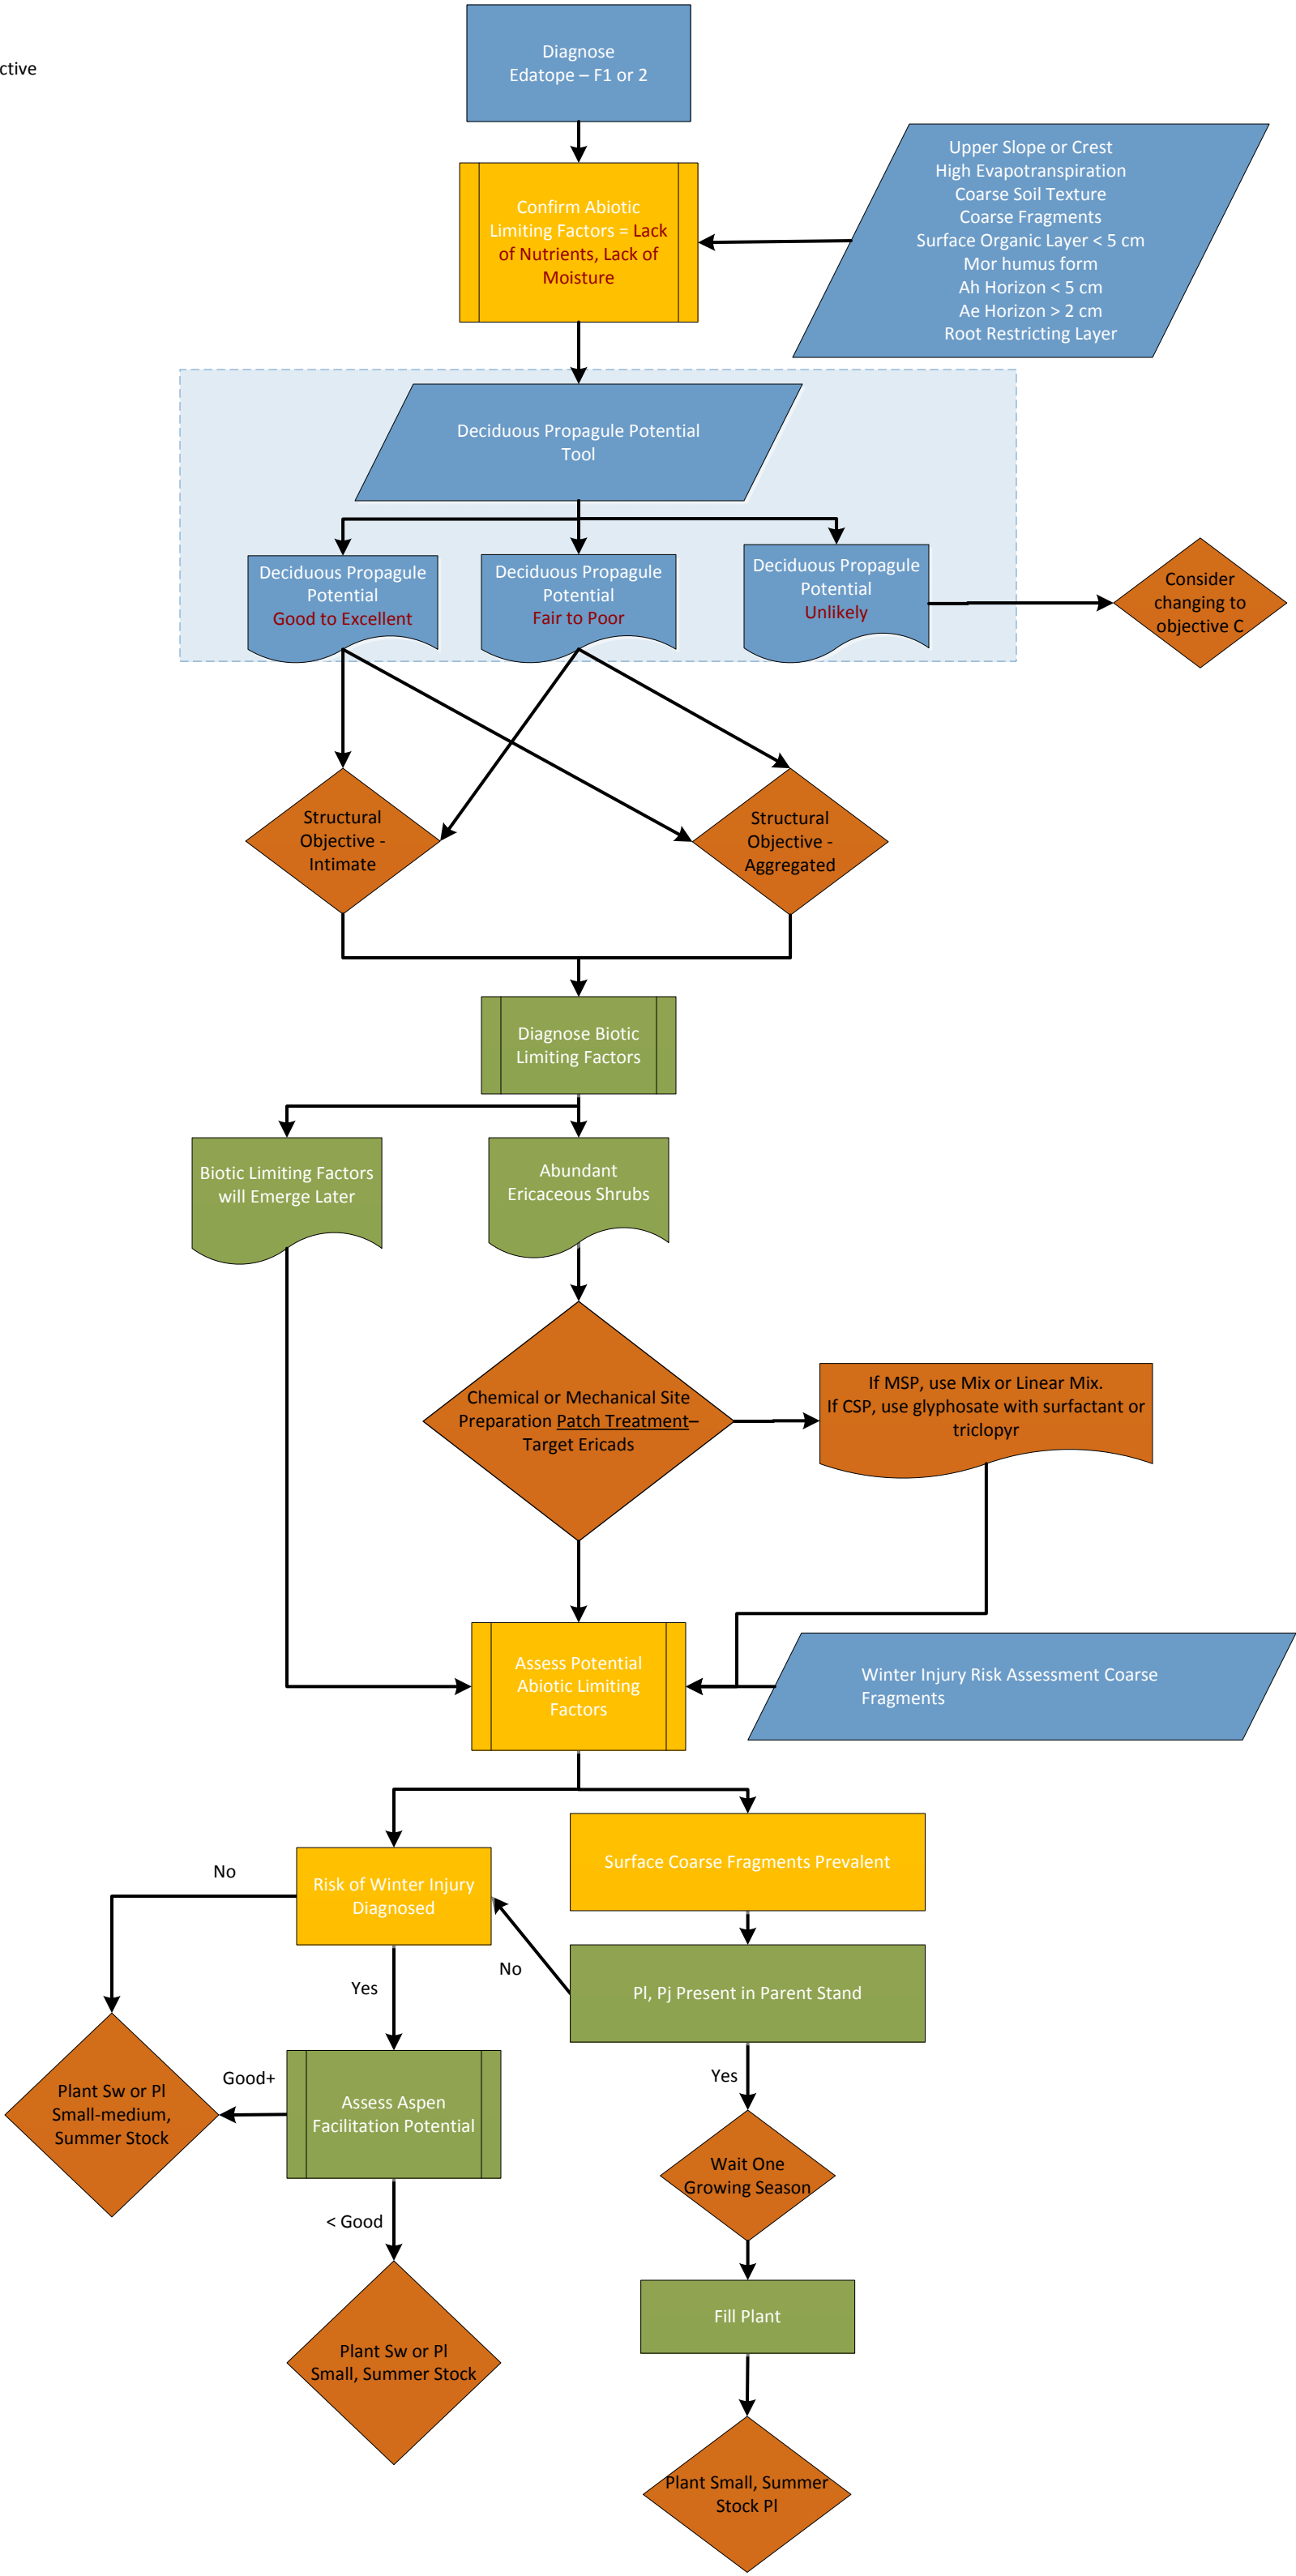 ctive
Diagnose
Edatope – F1 or 2
Confirm Abiotic
Limiting Factors = Lack
of Nutrients, Lack of
Moisture
Upper Slope or Crest
High Evapotranspiration
Coarse Soil Texture
Coarse Fragments
Surface Organic Layer < 5 cm
Mor humus form
Ah Horizon < 5 cm
Ae Horizon > 2 cm
Root Restricting Layer
Deciduous Propagule Potential
Tool
Deciduous Propagule
Potential
Good to Excellent
Deciduous Propagule
Potential
Fair to Poor
Deciduous Propagule
Potential
Unlikely
Consider
changing to
objective C
Structural
Objective -
Intimate
Structural
Objective -
Aggregated
Diagnose Biotic
Limiting Factors
Biotic Limiting Factors
will Emerge Later
Abundant
Ericaceous Shrubs
Chemical or Mechanical Site
Preparation Patch Treatment–
Target Ericads
If MSP, use Mix or Linear Mix.
If CSP, use glyphosate with surfactant or
triclopyr
Assess Potential
Abiotic Limiting
Factors
Winter Injury Risk Assessment Coarse
Fragments
Surface Coarse Fragments Prevalent
No
Risk of Winter Injury
Diagnosed
No
Yes
Pl, Pj Present in Parent Stand
Yes
Good+
Plant Sw or Pl
Small-medium,
Summer Stock
Assess Aspen
Facilitation Potential
Wait One
Growing Season
< Good
Fill Plant
Plant Sw or Pl
Small, Summer Stock
Plant Small, Summer
Stock Pl